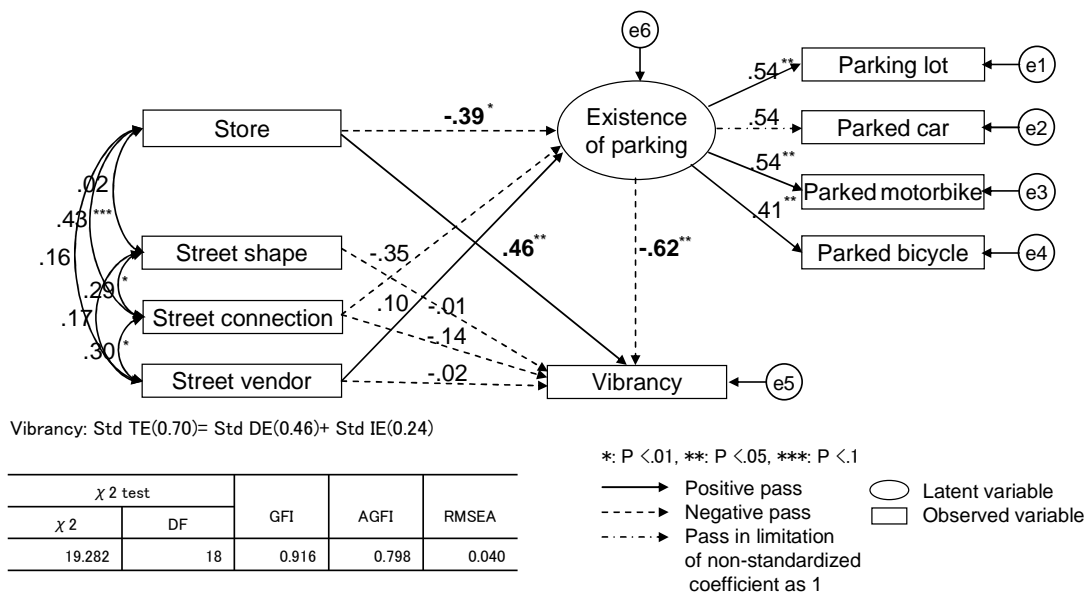 e6
Parking lot
e1
.54**
Store
-.39*
Existence
of parking
.54
Parked car
e2
.02
.54**
Parked motorbike
e3
.43***
.41**
.16
Street shape
-.35
.46**
-.62**
Parked bicycle
e4
.29*
.10
-.01
.17
Street connection
-.14
.30*
Street vendor
-.02
Vibrancy
e5
Vibrancy: Std TE(0.70)= Std DE(0.46)+ Std IE(0.24)
χ2 test
GFI
AGFI
RMSEA
χ2
DF
19.282
18
0.916
0.798
0.040
*: P <.01, **: P <.05, ***: P <.1
Positive pass
Negative pass
Pass in limitation
of non-standardized
coefficient as 1
Latent variable
Observed variable